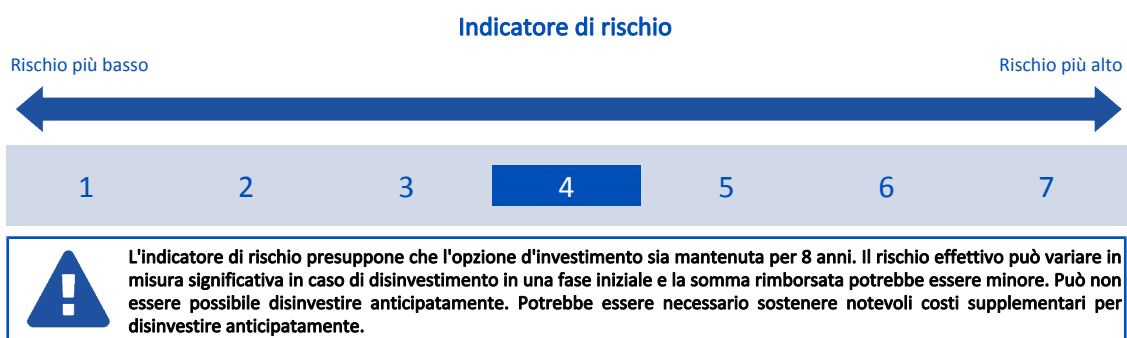 Indicatore di rischio
Rischio più basso
Rischio più alto
1 2 3 4 5 6 7
L'indicatore di rischio presuppone che l'opzione d'investimento sia mantenuta per 8 anni. Il rischio effettivo può variare in
misura significativa in caso di disinvestimento in una fase iniziale e la somma rimborsata potrebbe essere minore. Può non
essere possibile disinvestire anticipatamente. Potrebbe essere necessario sostenere notevoli costi supplementari per
disinvestire anticipatamente.